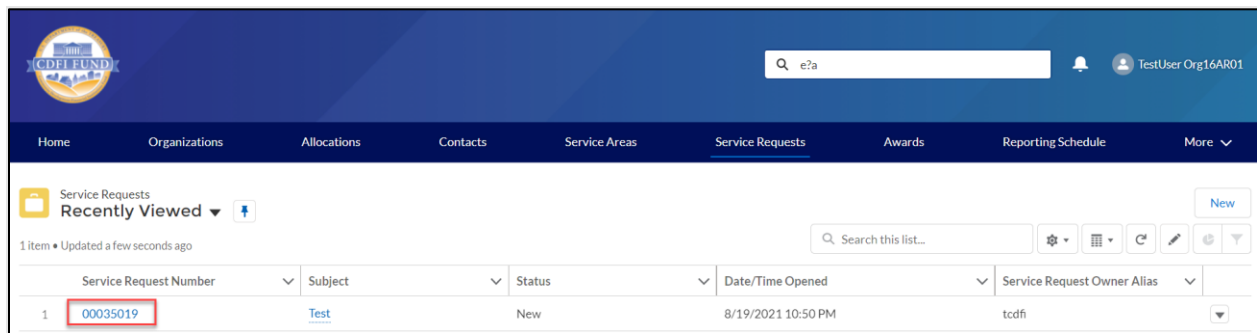 CDFI FUND
e?a
TestUser Org16AR01
Home Organizations Allocations Contacts Service Areas Service Requests Awards Reporting Schedule More
Service Requests
Recently Viewed
New
1 item • Updated a few seconds ago
Search this list...
Service Request Number Subject Status Date/Time Opened Service Request Owner Alias
1 00035019 Test New 8/19/2021 10:50 PM tcdfi